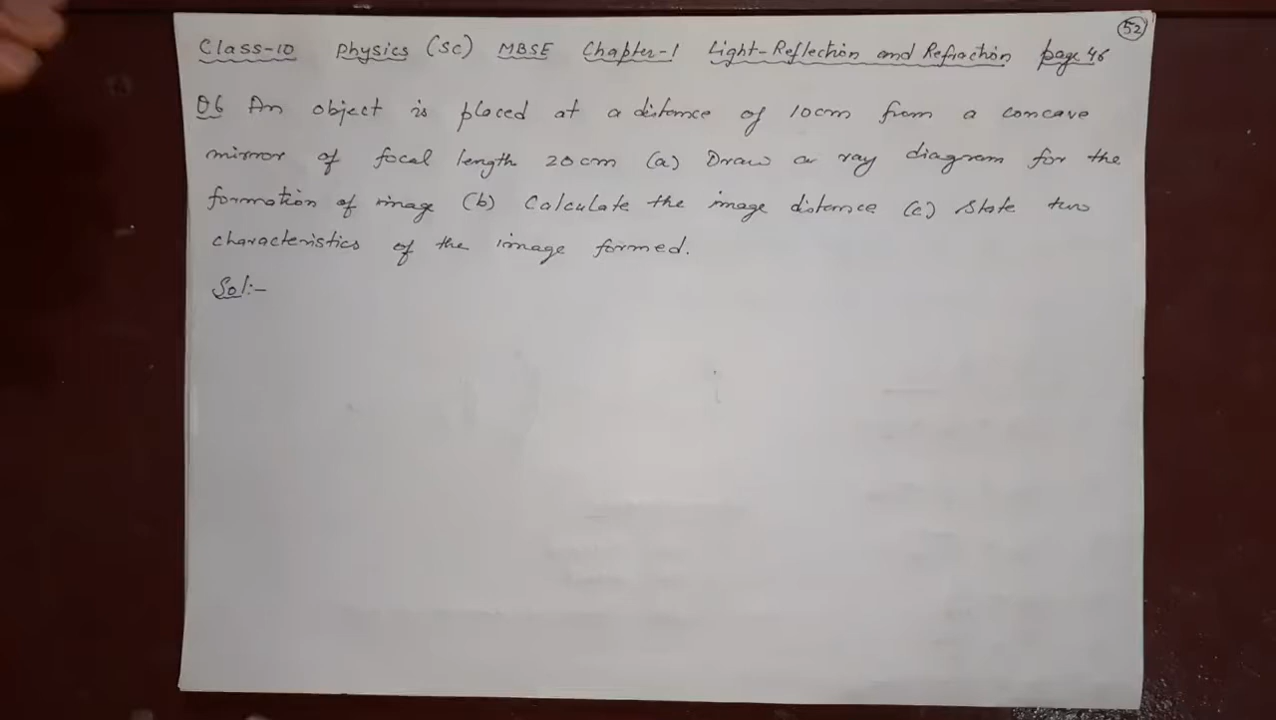 52
Class-10 Physics (SC) MBSE Chapter-1 Light-Reflection and Refraction page 46
Q6 An object is placed at a distance of 10cm from a concave
mirror of focal length 20cm (a) Draw a ray diagram for the
formation of image (b) Calculate the image distance (c) State two
characteristics of the image formed.
Sol:-